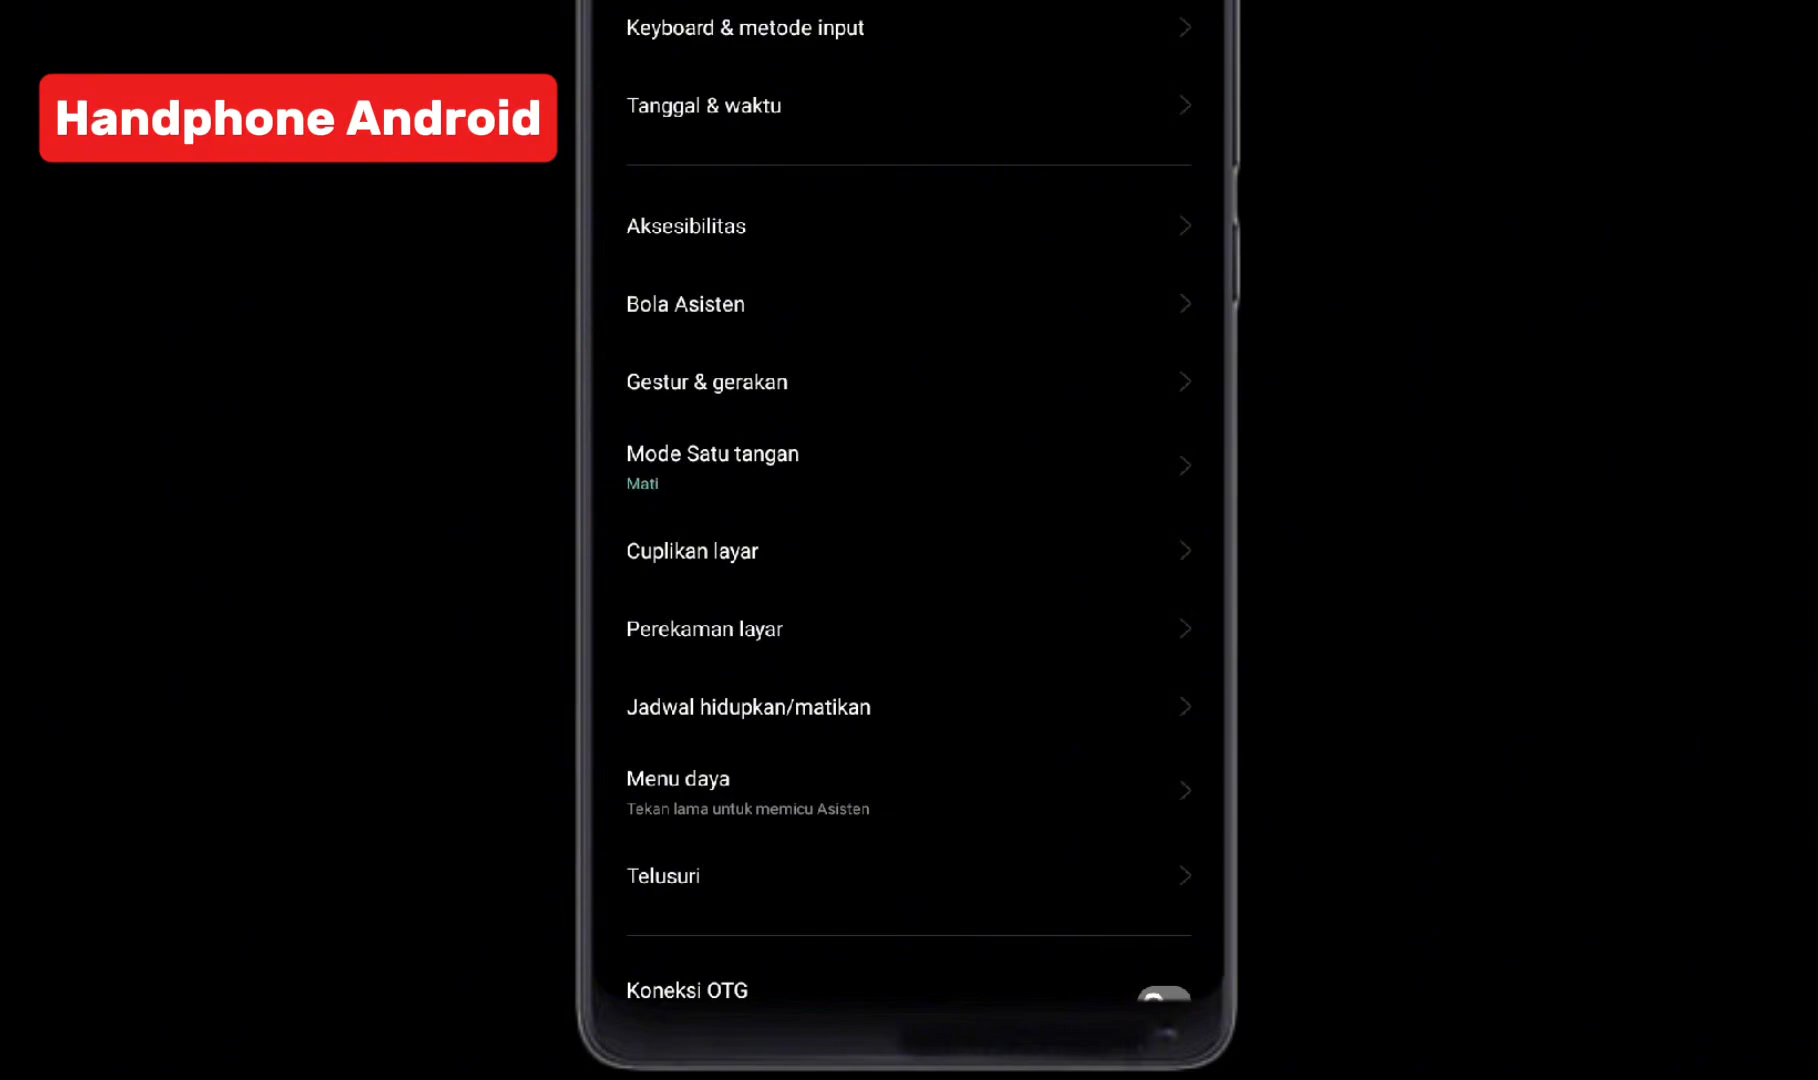 Keyboard & metode input
Handphone Android
Tanggal & waktu
Aksesibilitas
Bola Asisten
Gestur & gerakan
Mode Satu tangan
Mati
Cuplikan layar
Perekaman layar
Jadwal hidupkan/matikan
Menu daya
Tekan lama untuk memicu Asisten
Telusuri
Koneksi OTG